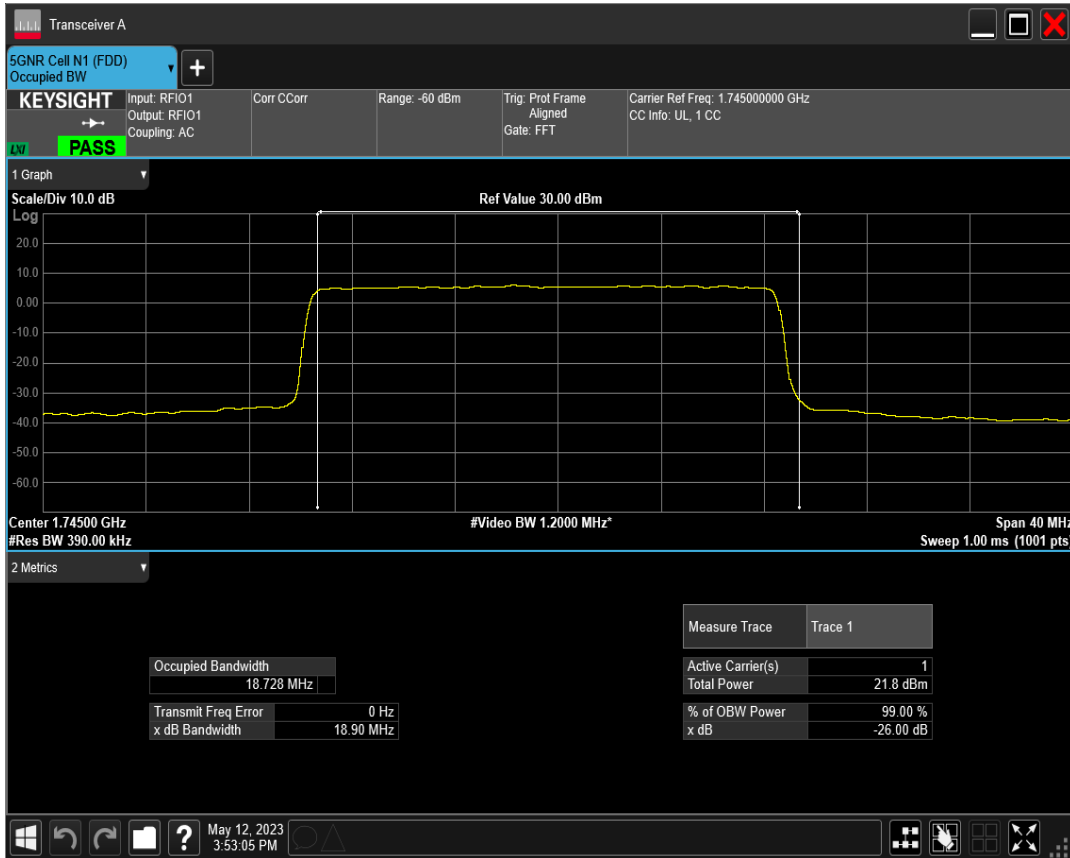 Transceiver A
5GNR Cell N1 (FDD)
Occupied BW
KEYSIGHT
LXI
PASS
Input: RFIO1
Output: RFIO1
Coupling: AC
Corr CCorr
Range: -60 dBm
Trig: Prot Frame
Aligned
Gate: FFT
Carrier Ref Freq: 1.745000000 GHz
CC Info: UL, 1 CC
1 Graph
Scale/Div 10.0 dB
Ref Value 30.00 dBm
Log
20.0
10.0
0.00
-10.0
-20.0
-30.0
-40.0
-50.0
-60.0
Center 1.74500 GHz
#Video BW 1.2000 MHz*
Span 40 MHz
#Res BW 390.00 kHz
Sweep 1.00 ms (1001 pts)
2 Metrics
Measure Trace Trace 1
Occupied Bandwidth
18.728 MHz
Active Carrier(s) 1
Total Power 21.8 dBm
Transmit Freq Error 0 Hz
x dB Bandwidth 18.90 MHz
% of OBW Power 99.00 %
x dB -26.00 dB
?
May 12, 2023
3:53:05 PM